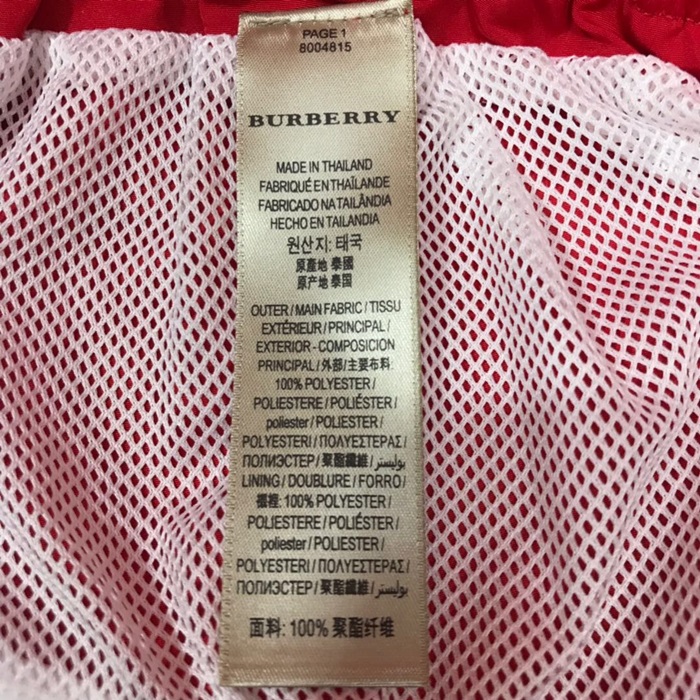 PAGE 1
8004815
BURBERRY
MADE IN THAILAND
FABRIQUÉ EN THAÏLANDE
FABRICADO NA TAILÂNDIA
HECHO EN TAILANDIA
원산지: 태국
原產地 泰國
原产地 泰国
OUTER / MAIN FABRIC / TISSU
EXTÉRIEUR / PRINCIPAL /
EXTERIOR - COMPOSICION
PRINCIPAL / 外部/主要布料:
100% POLYESTER /
POLIESTERE / POLIÉSTER /
poliester / POLIESTER /
POLYESTERI / ΠΟΛΥΕΣΤΕΡΑΣ /
ПОЛИЭСТЕР / 聚酯纖維 / بوليستر /
LINING / DOUBLURE / FORRO /
襯裡: 100% POLYESTER /
POLIESTERE / POLIÉSTER /
poliester / POLIESTER /
POLYESTERI / ΠΟΛΥΕΣΤΕΡΑΣ /
ПОЛИЭСТЕР / 聚酯纖維 / بوليستر /
面料: 100% 聚酯纤维